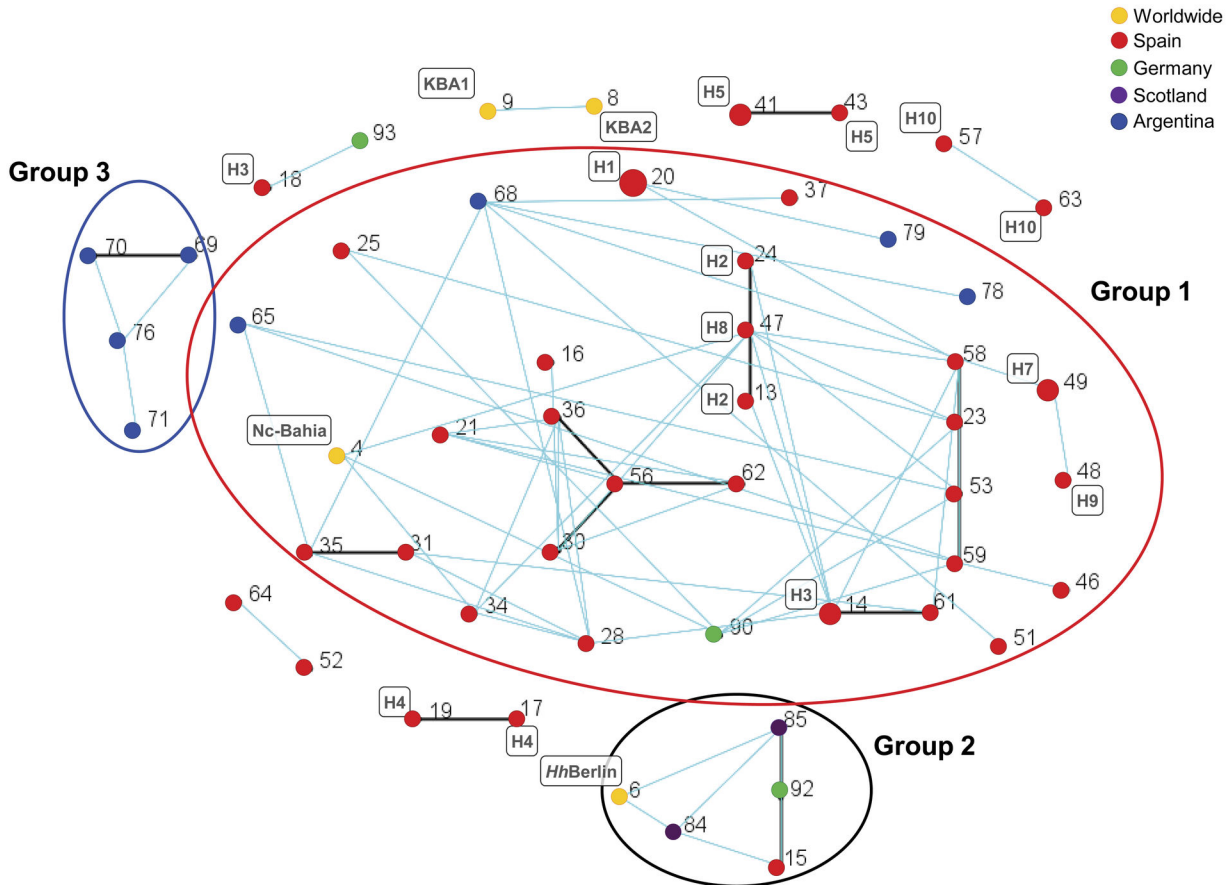 Worldwide
Spain
Germany
Scotland
Argentina
KBA1
9
8
KBA2
H5
41
43
H5
H10
57
93
H3
18
H1
20
37
63
H10
Group 3
68
79
70
69
25
H2
24
78
Group 1
65
H8
47
76
16
58
H7
49
H2
13
71
36
23
Nc-Bahia
21
4
56
62
53
48
H9
35
31
30
59
46
64
34
H3
14
61
28
90
51
52
H4
19
17
H4
85
Group 2
HhBerlin
6
92
84
15